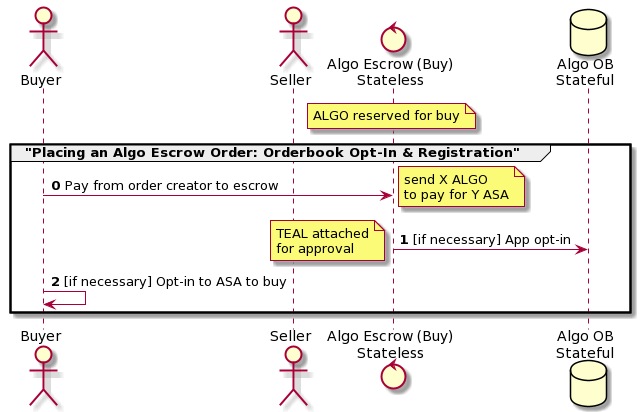 Buyer
Seller
Algo Escrow (Buy)
Stateless
Algo OB
Stateful
ALGO reserved for buy
"Placing an Algo Escrow Order: Orderbook Opt-In & Registration"
0 Pay from order creator to escrow
send X ALGO
to pay for Y ASA
TEAL attached
for approval
1 [if necessary] App opt-in
2 [if necessary] Opt-in to ASA to buy
Buyer
Seller
Algo Escrow (Buy)
Stateless
Algo OB
Stateful